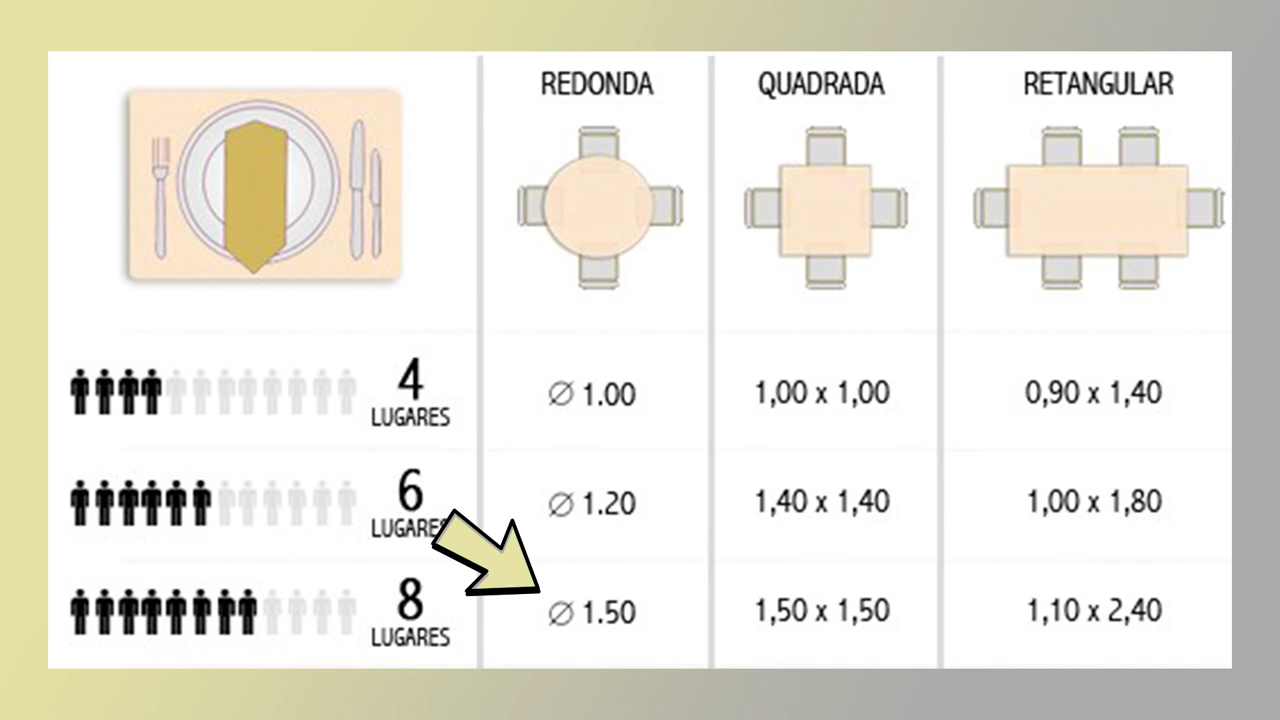 REDONDA QUADRADA RETANGULAR
4
LUGARES
Ø 1.00 1,00 x 1,00 0,90 x 1,40
6
LUGARES
Ø 1.20 1,40 x 1,40 1,00 x 1,80
8
LUGARES
Ø 1.50 1,50 x 1,50 1,10 x 2,40